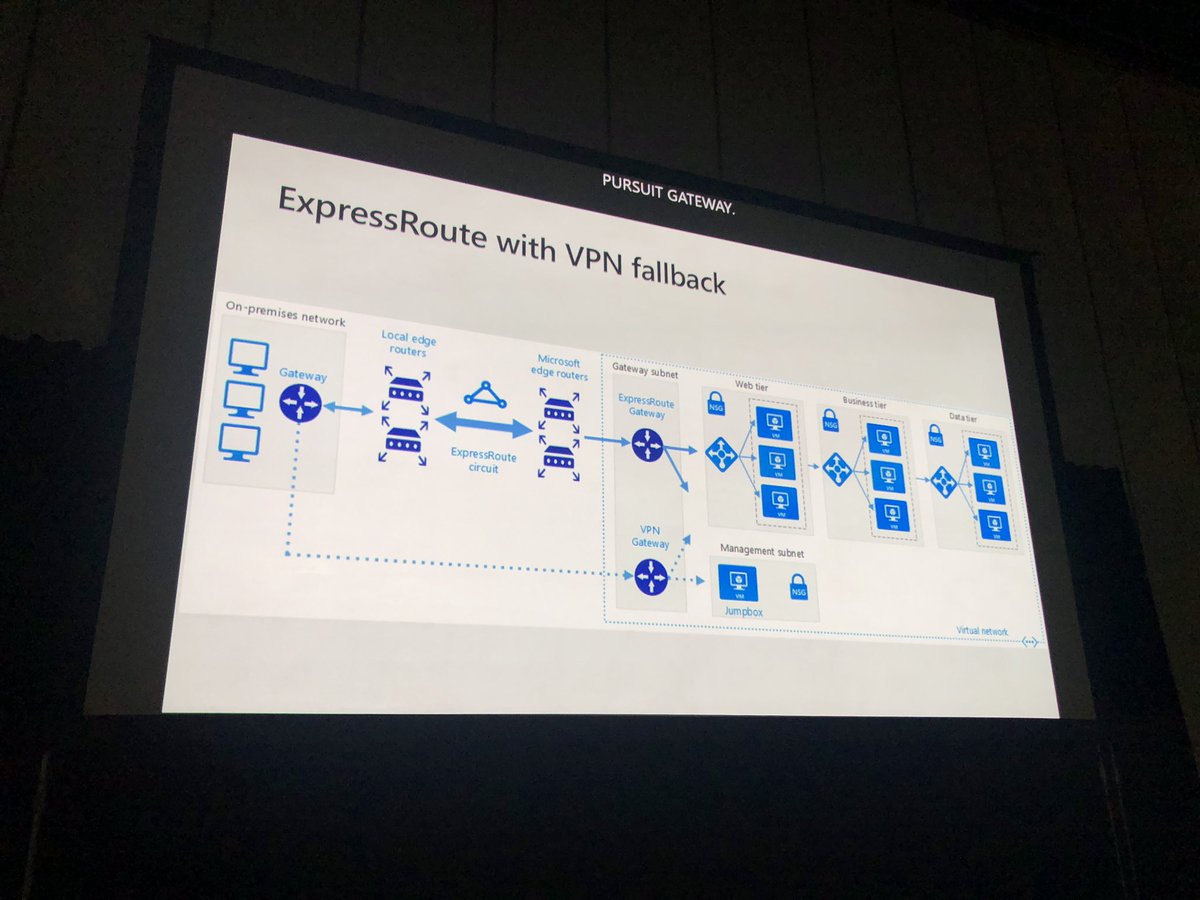 PURSUIT GATEWAY.
ExpressRoute with VPN fallback
On-premises network
Gateway
Local edge
routers
ExpressRoute
circuit
Microsoft
edge routers
Gateway subnet
ExpressRoute
Gateway
VPN
Gateway
Web tier
NSG
VM
VM
VM
Business tier
NSG
VM
VM
VM
Data tier
NSG
VM
VM
VM
Management subnet
VM
Jumpbox
NSG
Virtual network